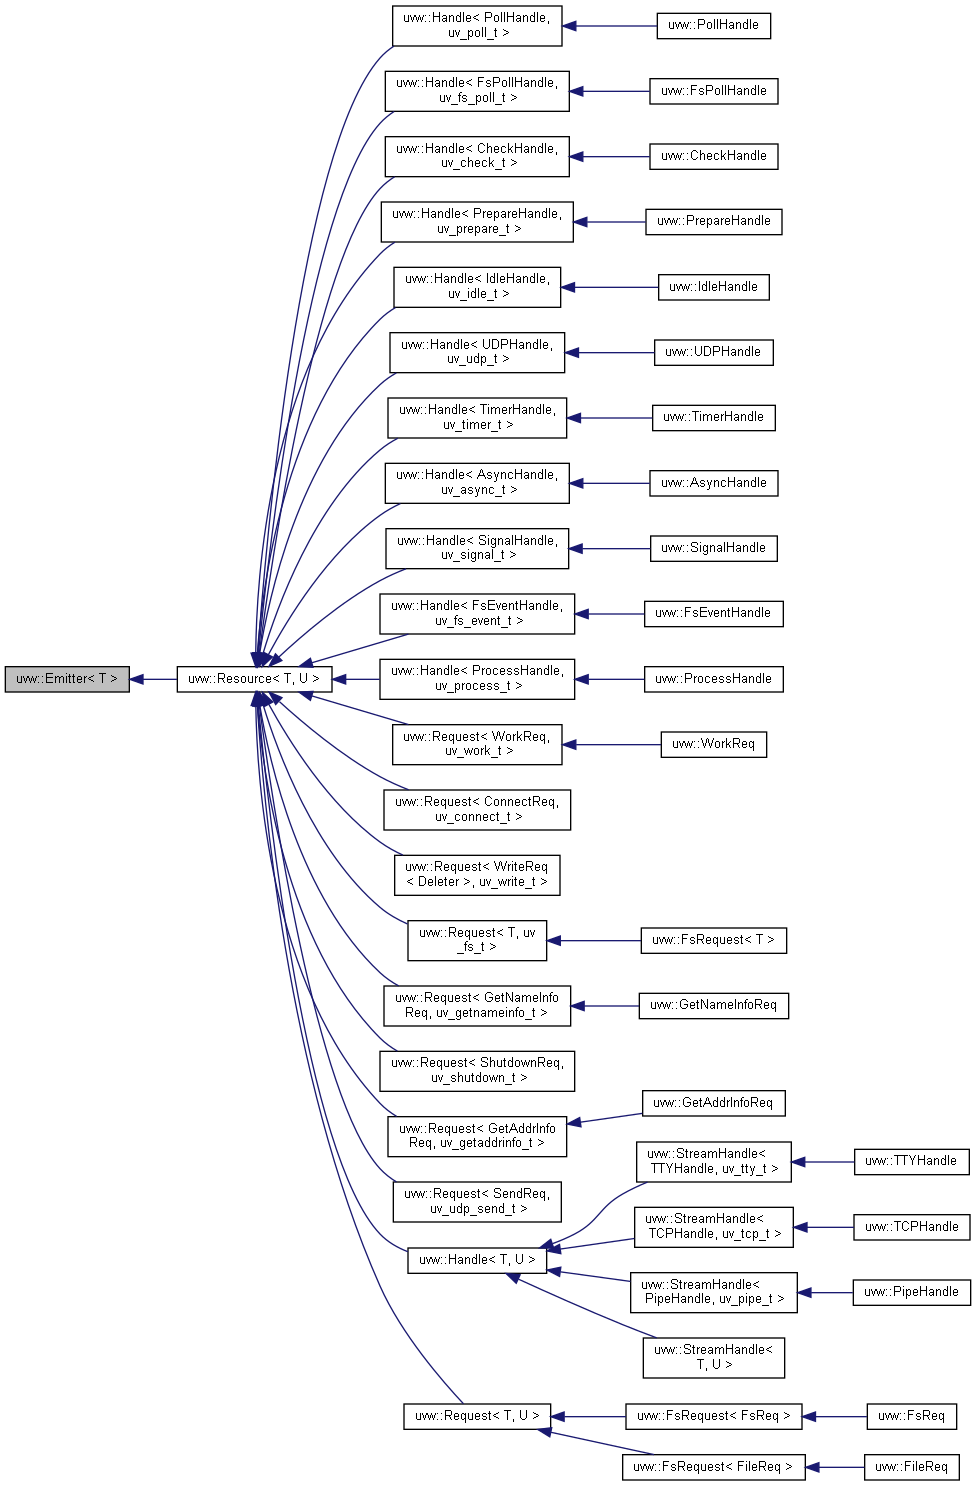 uvw::Handle< PollHandle,
uv_poll_t >
uvw::PollHandle
uvw::Handle< FsPollHandle,
uv_fs_poll_t >
uvw::FsPollHandle
uvw::Handle< CheckHandle,
uv_check_t >
uvw::CheckHandle
uvw::Handle< PrepareHandle,
uv_prepare_t >
uvw::PrepareHandle
uvw::Handle< IdleHandle,
uv_idle_t >
uvw::IdleHandle
uvw::Handle< UDPHandle,
uv_udp_t >
uvw::UDPHandle
uvw::Handle< TimerHandle,
uv_timer_t >
uvw::TimerHandle
uvw::Handle< AsyncHandle,
uv_async_t >
uvw::AsyncHandle
uvw::Handle< SignalHandle,
uv_signal_t >
uvw::SignalHandle
uvw::Handle< FsEventHandle,
uv_fs_event_t >
uvw::FsEventHandle
uvw::Emitter< T >
uvw::Resource< T, U >
uvw::Handle< ProcessHandle,
uv_process_t >
uvw::ProcessHandle
uvw::Request< WorkReq,
uv_work_t >
uvw::WorkReq
uvw::Request< ConnectReq,
uv_connect_t >
uvw::Request< WriteReq
< Deleter >, uv_write_t >
uvw::Request< T, uv
_fs_t >
uvw::FsRequest< T >
uvw::Request< GetNameInfo
Req, uv_getnameinfo_t >
uvw::GetNameInfoReq
uvw::Request< ShutdownReq,
uv_shutdown_t >
uvw::Request< GetAddrInfo
Req, uv_getaddrinfo_t >
uvw::GetAddrInfoReq
uvw::StreamHandle<
TTYHandle, uv_tty_t >
uvw::TTYHandle
uvw::Request< SendReq,
uv_udp_send_t >
uvw::StreamHandle<
TCPHandle, uv_tcp_t >
uvw::TCPHandle
uvw::Handle< T, U >
uvw::StreamHandle<
PipeHandle, uv_pipe_t >
uvw::PipeHandle
uvw::StreamHandle<
T, U >
uvw::Request< T, U >
uvw::FsRequest< FsReq >
uvw::FsReq
uvw::FsRequest< FileReq >
uvw::FileReq